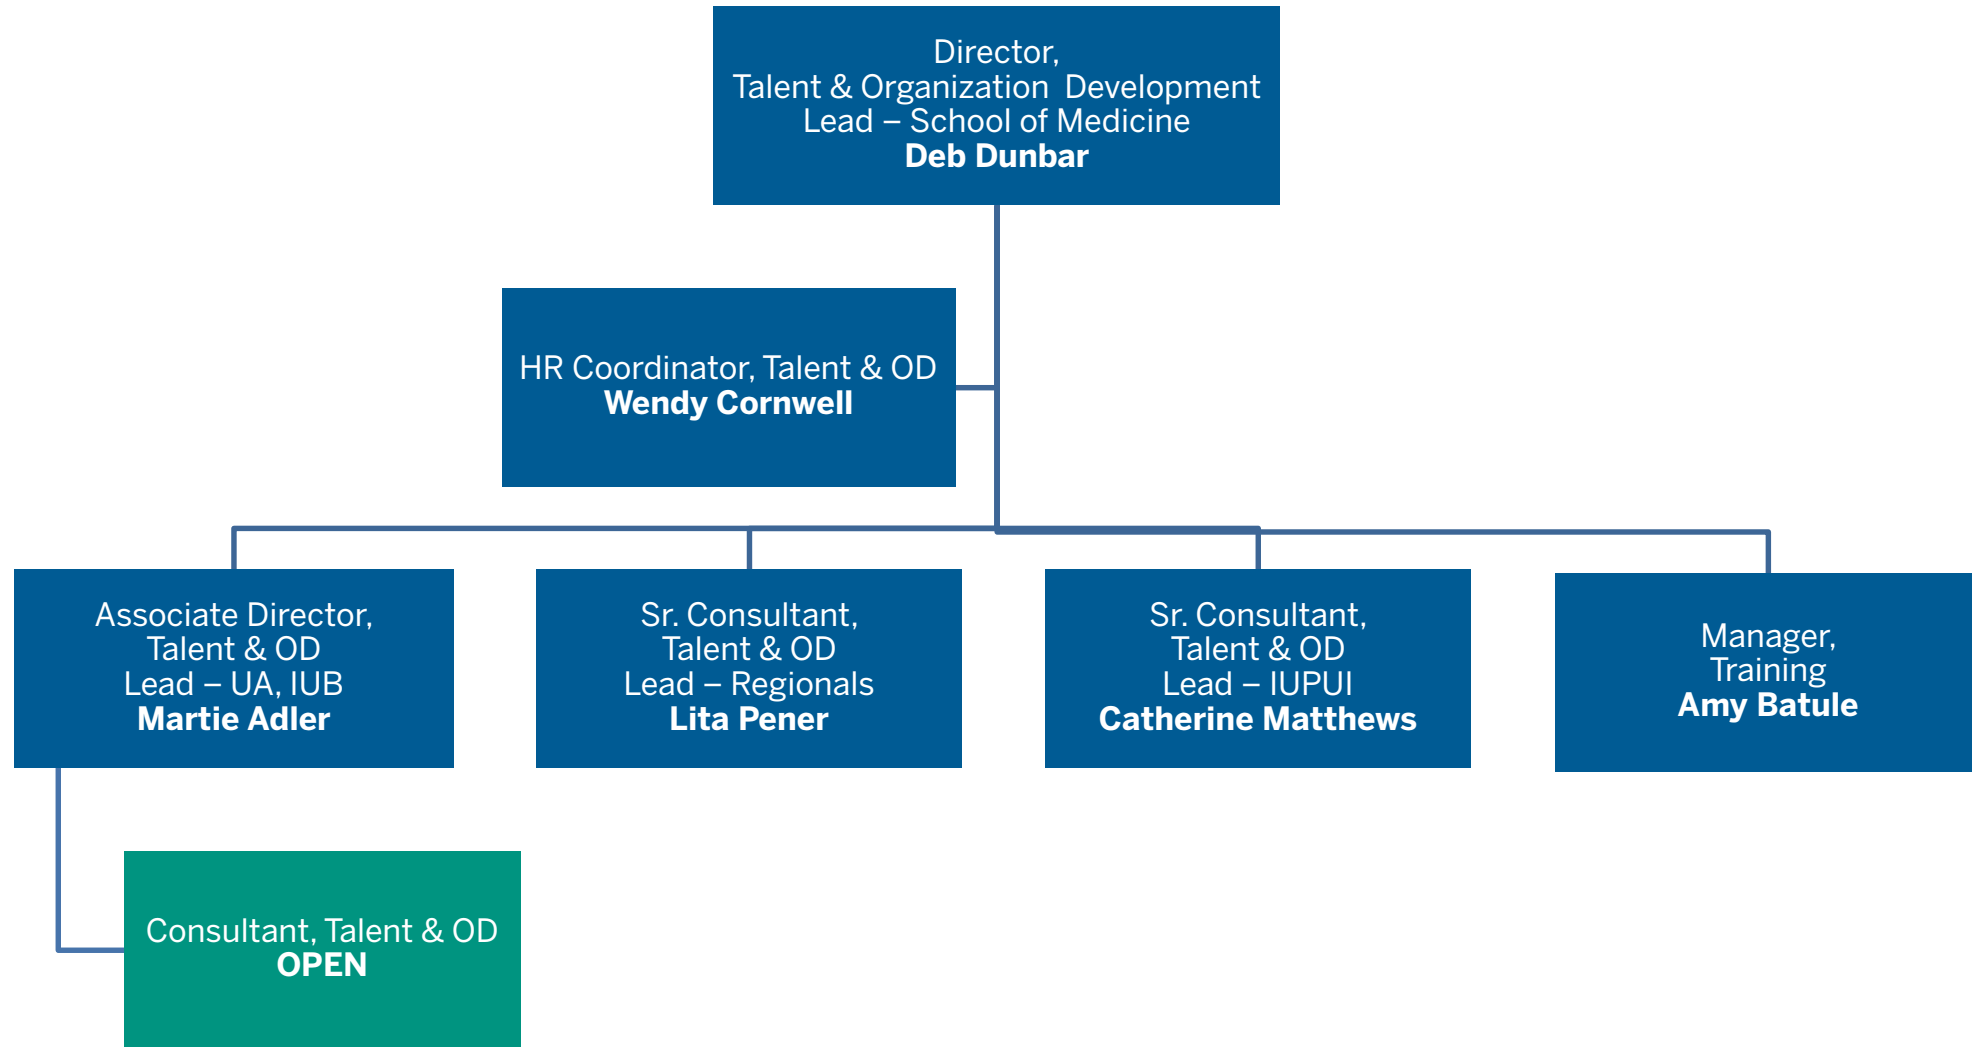 Director,
Talent & Organization Development
Lead – School of Medicine
Deb Dunbar
HR Coordinator, Talent & OD
Wendy Cornwell
Associate Director,
Talent & OD
Lead – UA, IUB
Martie Adler
Sr. Consultant,
Talent & OD
Lead – Regionals
Lita Pener
Sr. Consultant,
Talent & OD
Lead – IUPUI
Catherine Matthews
Manager,
Training
Amy Batule
Consultant, Talent & OD
OPEN